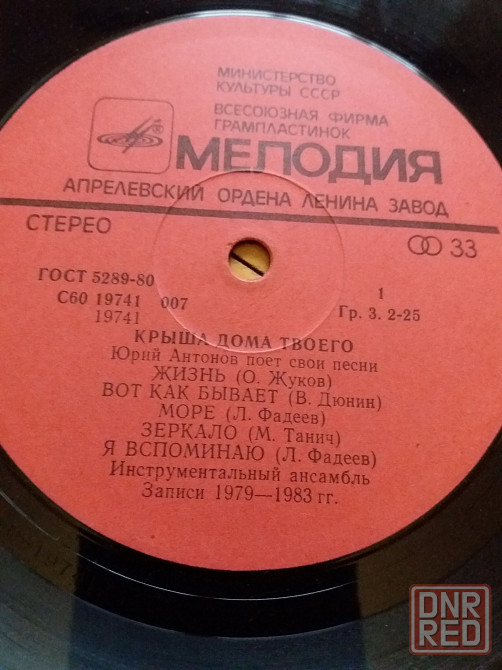 МИНИСТЕРСТВО
КУЛЬТУРЫ СССР
ВСЕСОЮЗНАЯ ФИРМА
ГРАМПЛАСТИНОК
МЕЛОДИЯ
АПРЕЛЕВСКИЙ ОРДЕНА ЛЕНИНА ЗАВОД
СТЕРЕО
33
ГОСТ 5289-80
С60 19741 007
19741
1
Гр. 3. 2-25
КРЫША ДОМА ТВОЕГО
Юрий Антонов поет свои песни
ЖИЗНЬ (О. Жуков)
ВОТ КАК БЫВАЕТ (В. Дюнин)
МОРЕ (Л. Фадеев)
ЗЕРКАЛО (М. Танич)
Я ВСПОМИНАЮ (Л. Фадеев)
Инструментальный ансамбль
Записи 1979—1983 гг.
DNR
RED